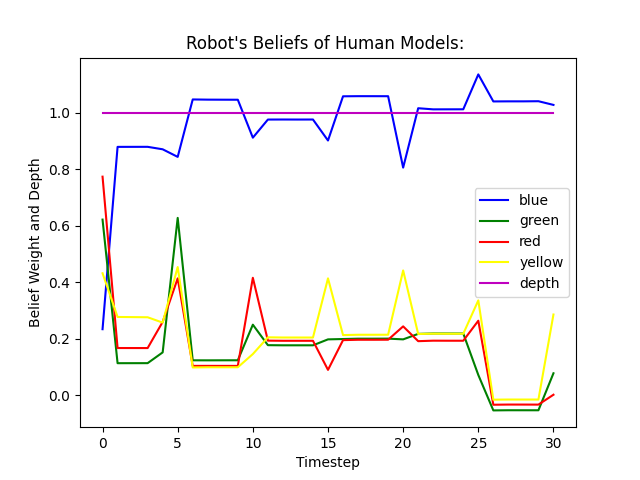 Robot's Beliefs of Human Models:
Belief Weight and Depth
1.0
0.8
0.6
0.4
0.2
0.0
blue
green
red
yellow
depth
0 5 10 15 20 25 30
Timestep